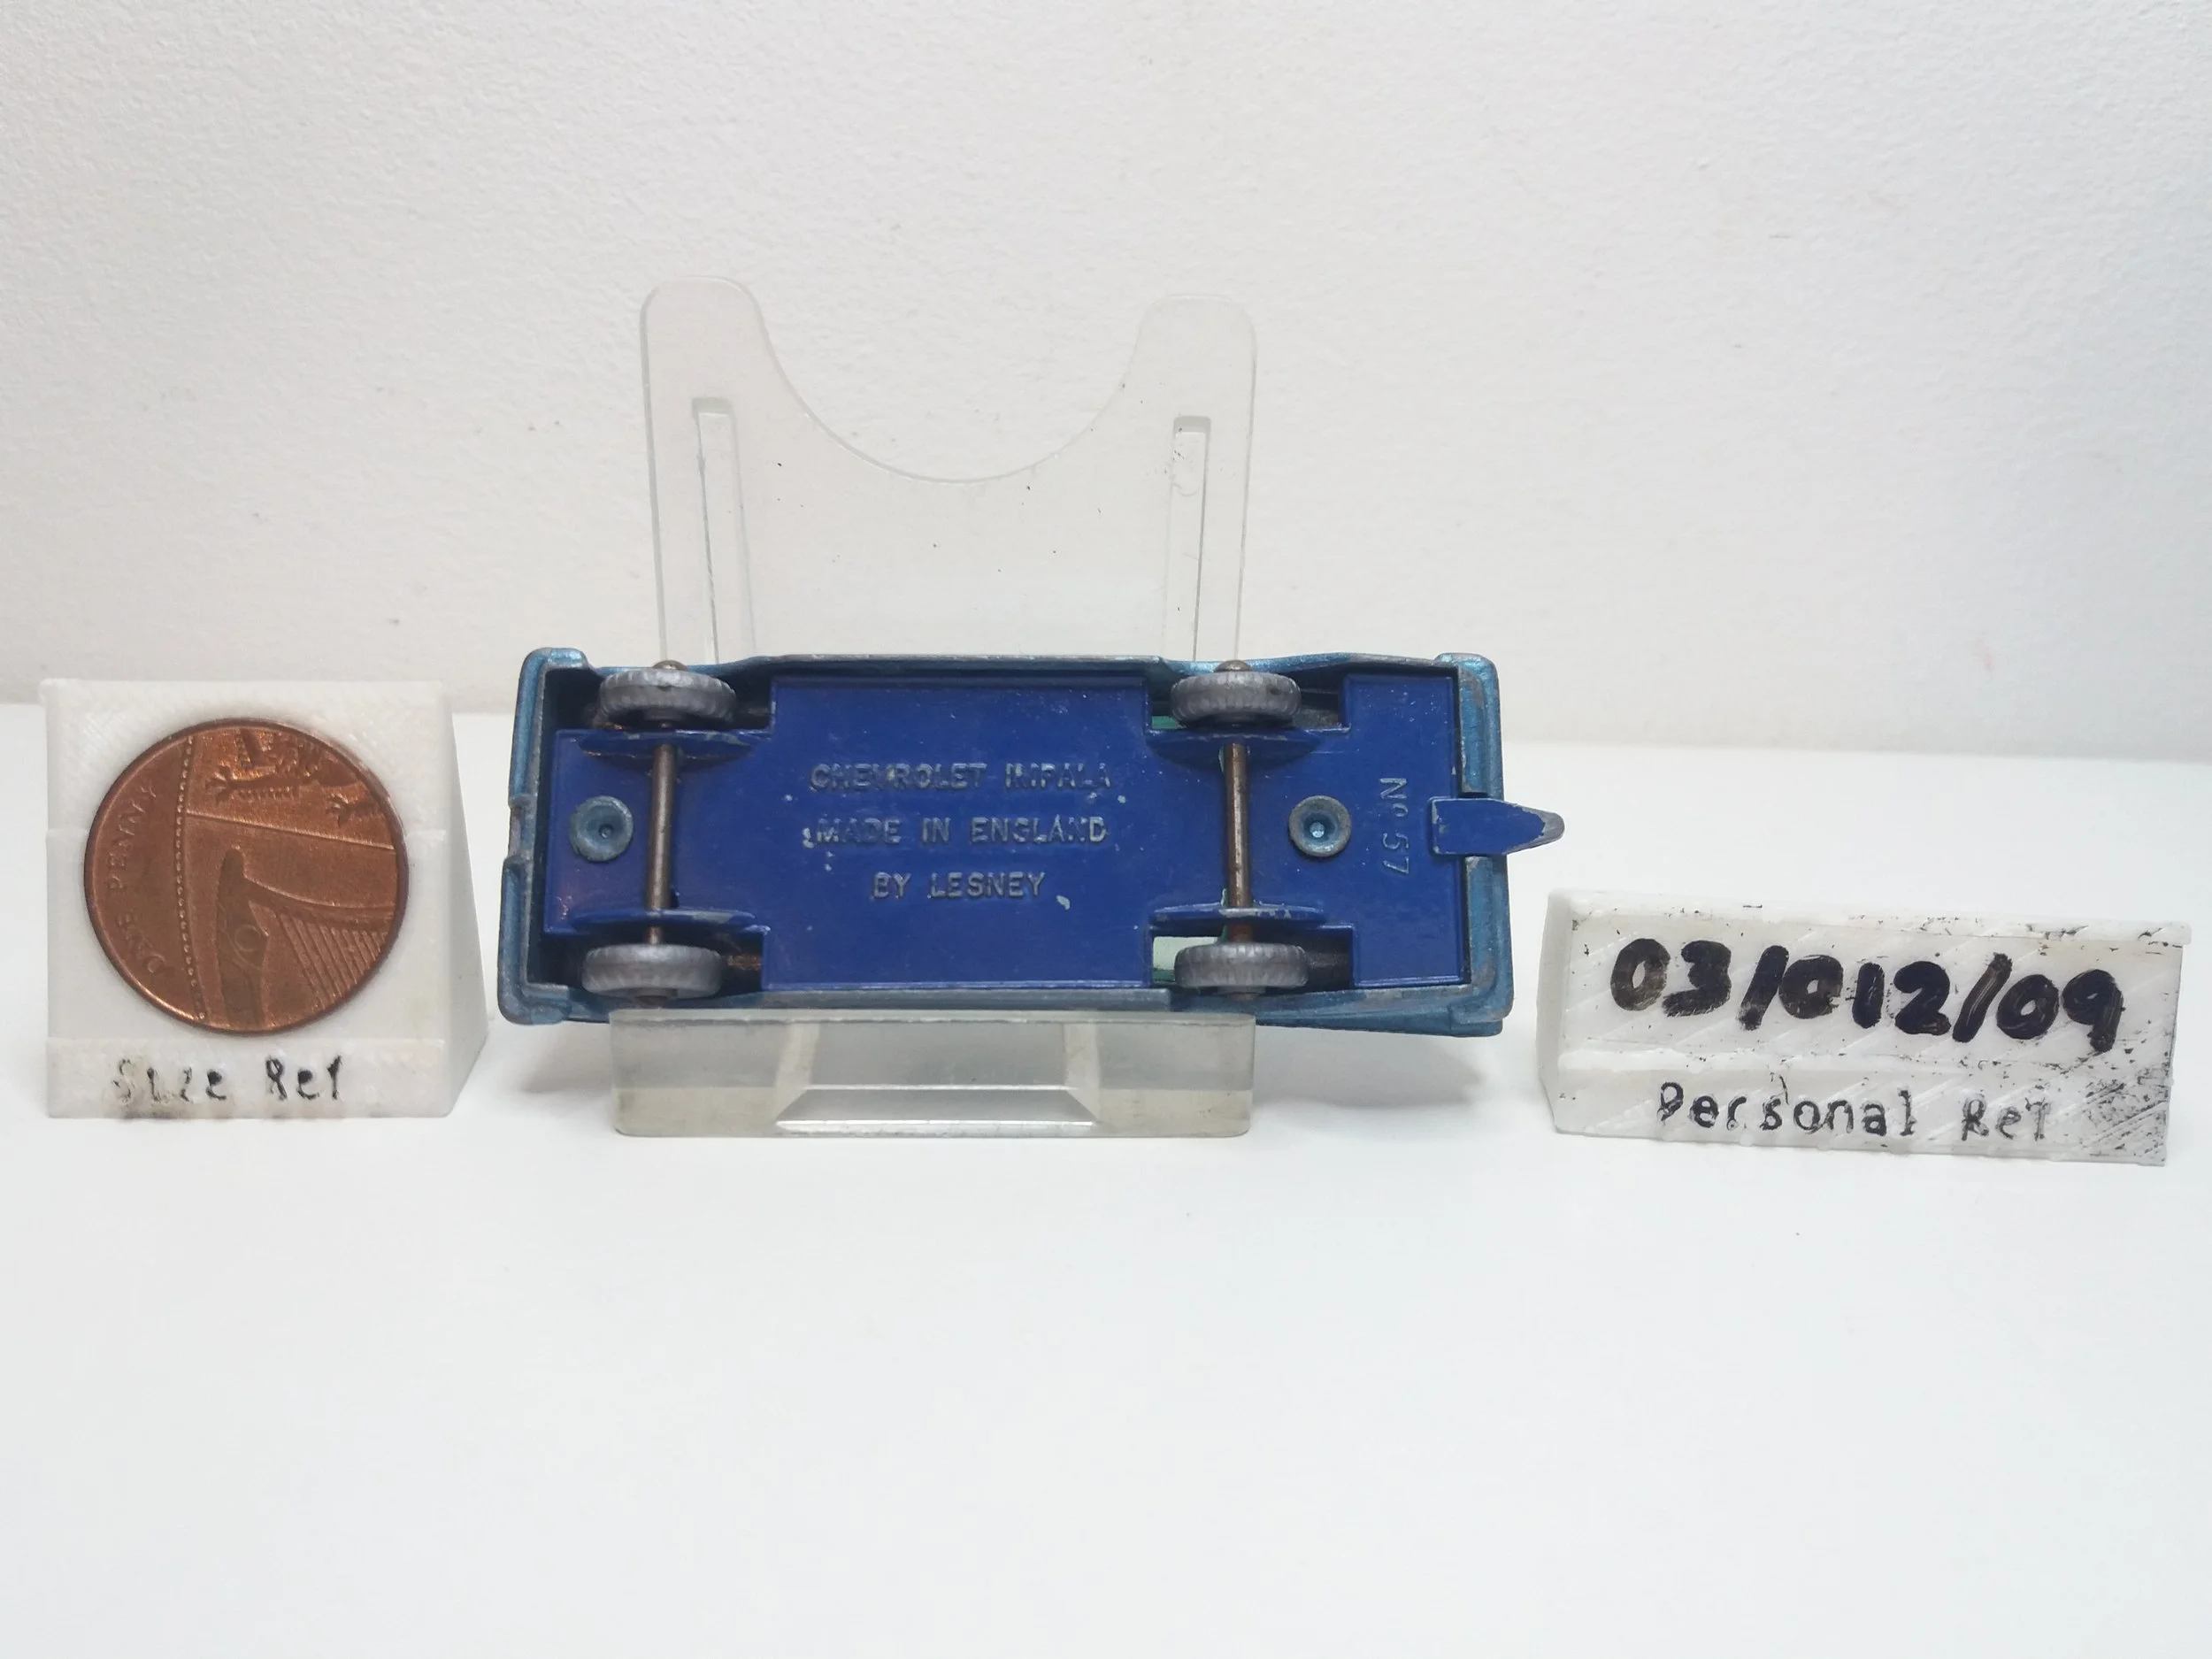 ONE PENNY
Size Ref
CHEVROLET IMPALA
MADE IN ENGLAND
BY LESNEY
No 57
03/012/09
Personal Ref